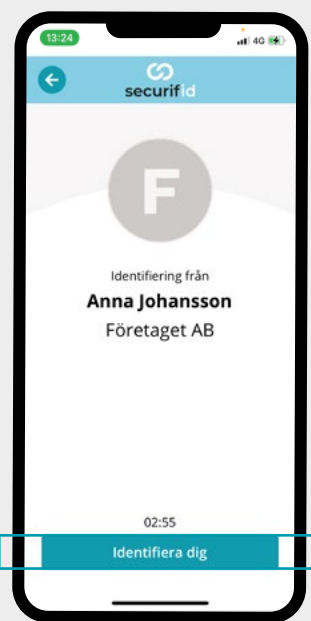 13:24
4G
securifid
F
Identifiering från
Anna Johansson
Företaget AB
02:55
Identifiera dig